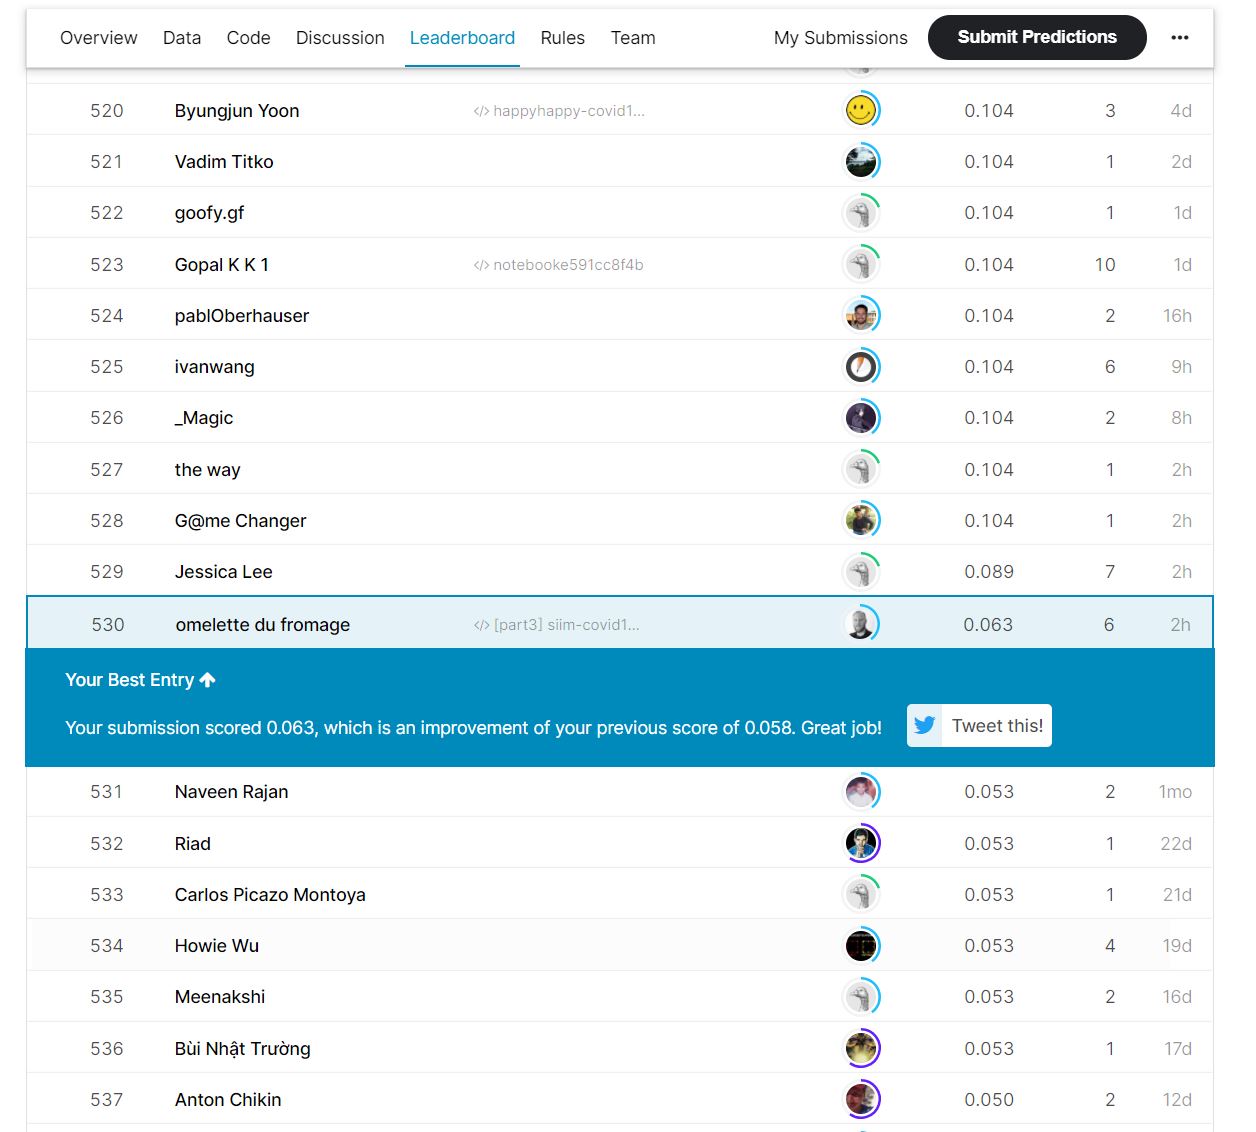 Overview Data Code Discussion Leaderboard Rules Team My Submissions Submit Predictions •••
520 Byungjun Yoon </> happyhappy-covid1... 0.104 3 4d
521 Vadim Titko 0.104 1 2d
522 goofy.gf 0.104 1 1d
523 Gopal K K 1 </> notebooke591cc8f4b 0.104 10 1d
524 pablOberhauser 0.104 2 16h
525 ivanwang 0.104 6 9h
526 _Magic 0.104 2 8h
527 the way 0.104 1 2h
528 G@me Changer 0.104 1 2h
529 Jessica Lee 0.089 7 2h
530 omelette du fromage </> [part3] siim-covid1... 0.063 6 2h
Your Best Entry
Your submission scored 0.063, which is an improvement of your previous score of 0.058. Great job! Tweet this!
531 Naveen Rajan 0.053 2 1mo
532 Riad 0.053 1 22d
533 Carlos Picazo Montoya 0.053 1 21d
534 Howie Wu 0.053 4 19d
535 Meenakshi 0.053 2 16d
536 Bùi Nhật Trường 0.053 1 17d
537 Anton Chikin 0.050 2 12d